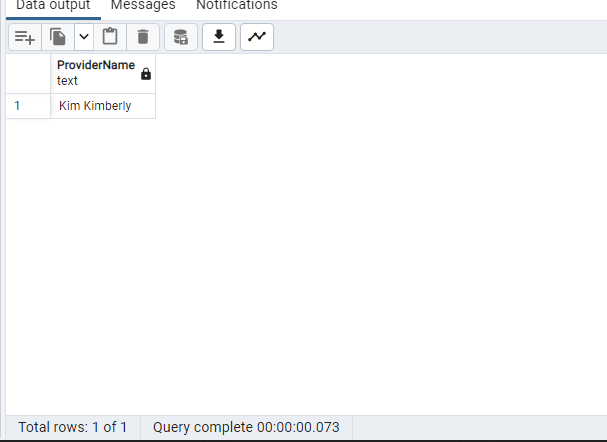 Data output Messages Notifications
ProviderName
text
1 Kim Kimberly
Total rows: 1 of 1 Query complete 00:00:00.073